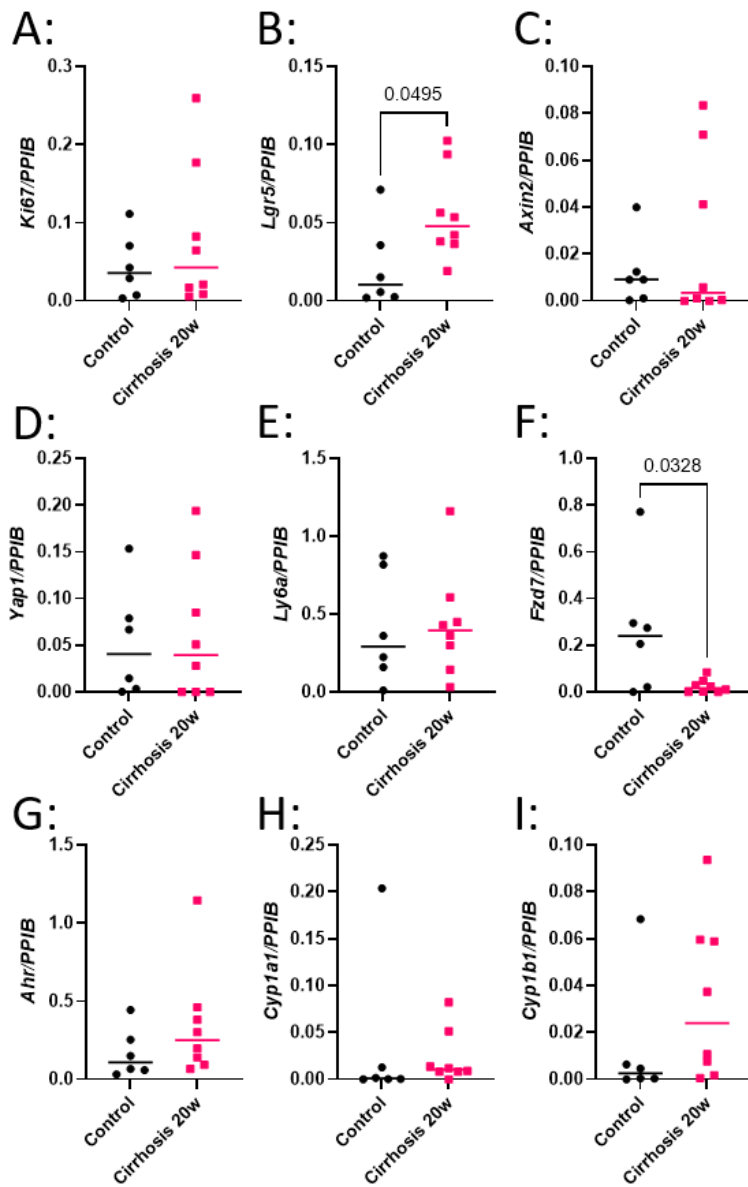 A:
0.3
0.2
0.1
0.0
Ki67/PPIB
Control
Cirrhosis 20w
B:
0.15
0.10
0.05
0.00
Lgr5/PPIB
0.0495
Control
Cirrhosis 20w
C:
0.10
0.08
0.06
0.04
0.02
0.00
Axin2/PPIB
Control
Cirrhosis 20w
D:
0.25
0.20
0.15
0.10
0.05
0.00
Yap1/PPIB
Control
Cirrhosis 20w
E:
1.5
1.0
0.5
0.0
Ly6a/PPIB
Control
Cirrhosis 20w
F:
1.0
0.8
0.6
0.4
0.2
0.0
Fzd7/PPIB
0.0328
Control
Cirrhosis 20w
G:
1.5
1.0
0.5
0.0
Ahr/PPIB
Control
Cirrhosis 20w
H:
0.25
0.20
0.15
0.10
0.05
0.00
Cyp1a1/PPIB
Control
Cirrhosis 20w
I:
0.10
0.08
0.06
0.04
0.02
0.00
Cyp1b1/PPIB
Control
Cirrhosis 20w